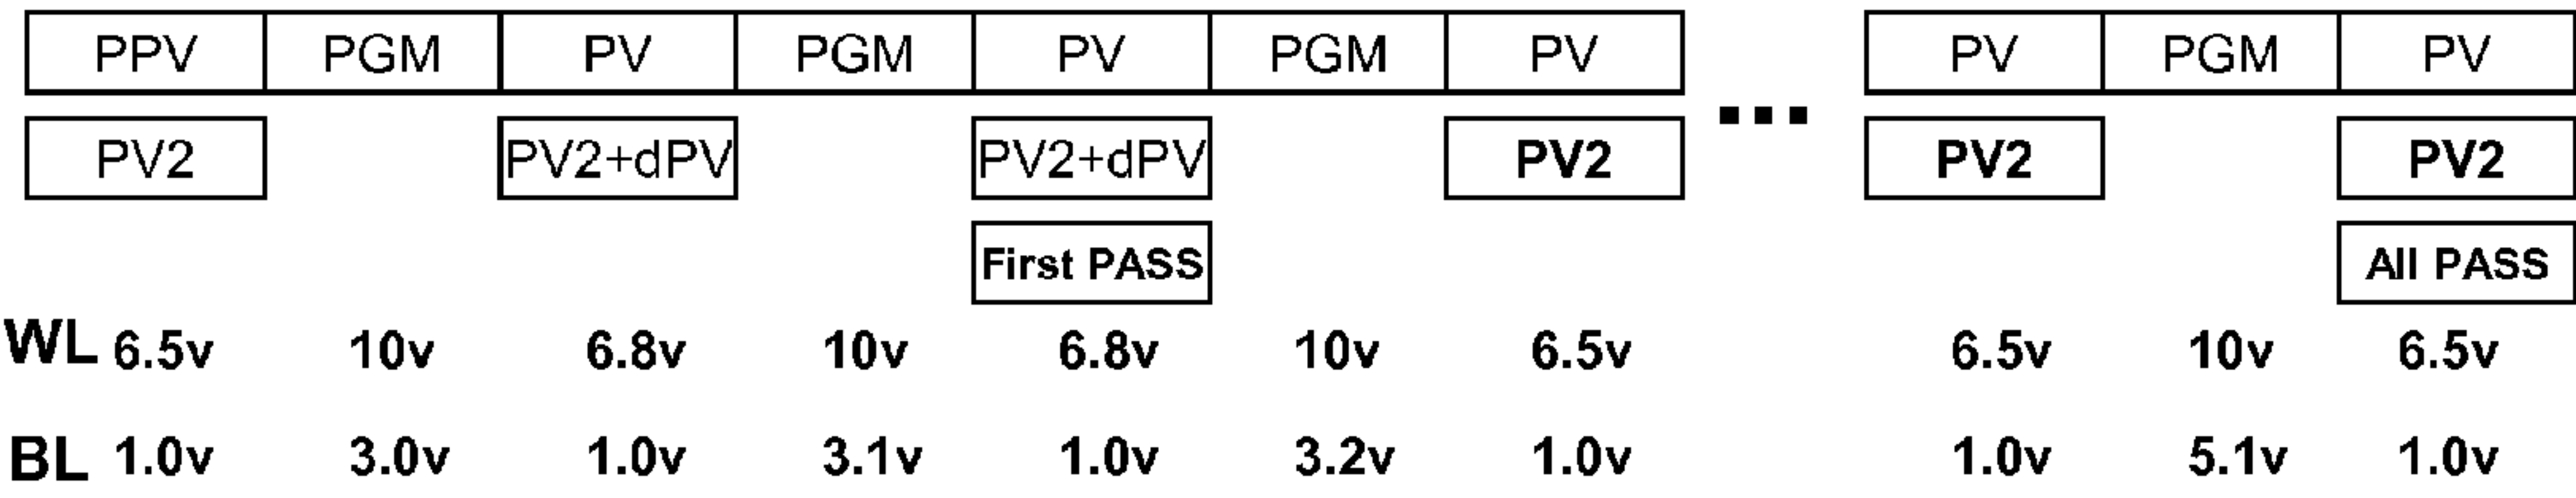 PPV PGM PV PGM PV PGM PV PV PGM PV
PV2 PV2+dPV PV2+dPV PV2 ... PV2 PV2
First PASS All PASS
WL 6.5v 10v 6.8v 10v 6.8v 10v 6.5v 6.5v 10v 6.5v
BL 1.0v 3.0v 1.0v 3.1v 1.0v 3.2v 1.0v 1.0v 5.1v 1.0v